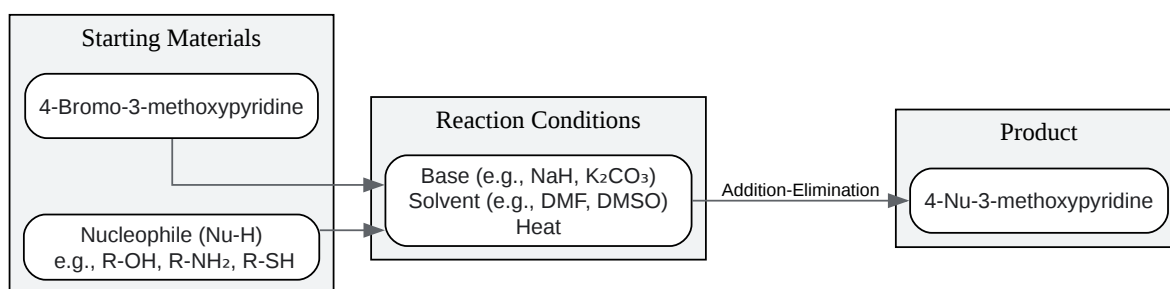 Starting Materials
4-Bromo-3-methoxypyridine
Nucleophile (Nu-H)
e.g., R-OH, R-NH₂, R-SH
Reaction Conditions
Base (e.g., NaH, K₂CO₃)
Solvent (e.g., DMF, DMSO)
Heat
Addition-Elimination
Product
4-Nu-3-methoxypyridine